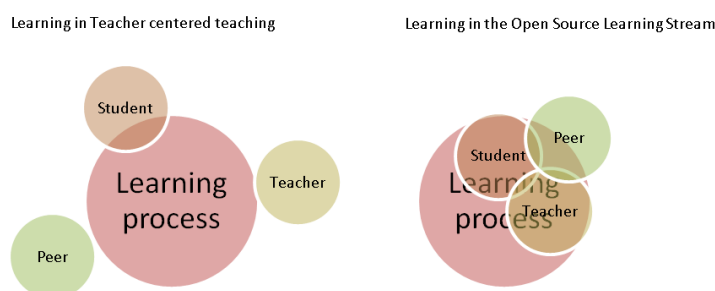 Learning in Teacher centered teaching
Student
Learning
process
Teacher
Peer
Learning in the Open Source Learning Stream
Peer
Student
Learning
process
Teacher